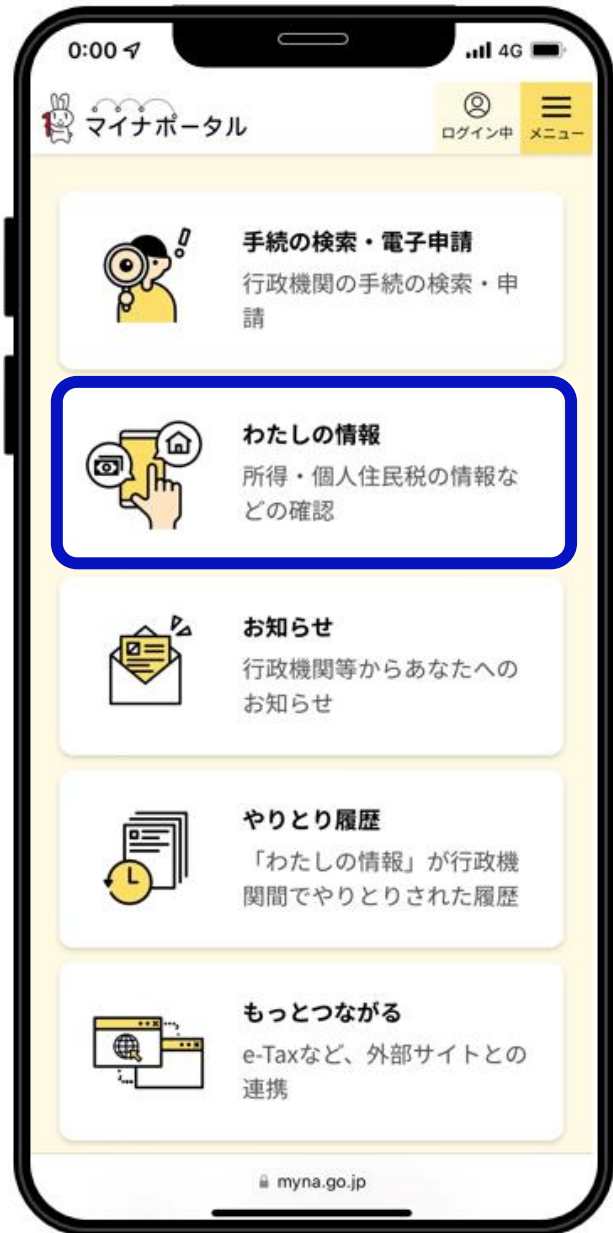 0:00
4G
マイナポータル
ログイン中
メニュー
手続の検索・電子申請
行政機関の手続の検索・申
請
わたしの情報
所得・個人住民税の情報な
どの確認
お知らせ
行政機関等からあなたへの
お知らせ
やりとり履歴
「わたしの情報」が行政機
関間でやりとりされた履歴
もっとつながる
e-Taxなど、外部サイトとの
連携
myna.go.jp